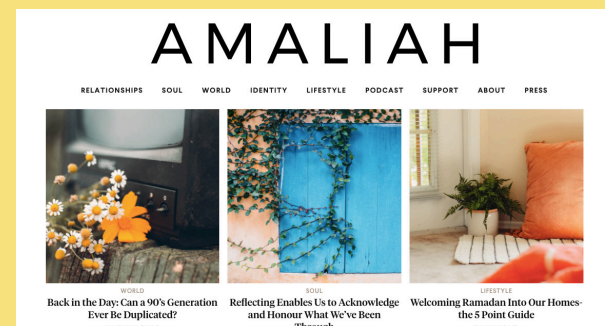 AMALIAH
RELATIONSHIPS SOUL WORLD IDENTITY LIFESTYLE PODCAST SUPPORT ABOUT PRESS
WORLD
Back in the Day: Can a 90's Generation
Ever Be Duplicated?
SOUL
Reflecting Enables Us to Acknowledge
and Honour What We've Been
Through
LIFESTYLE
Welcoming Ramadan Into Our Homes-
the 5 Point Guide